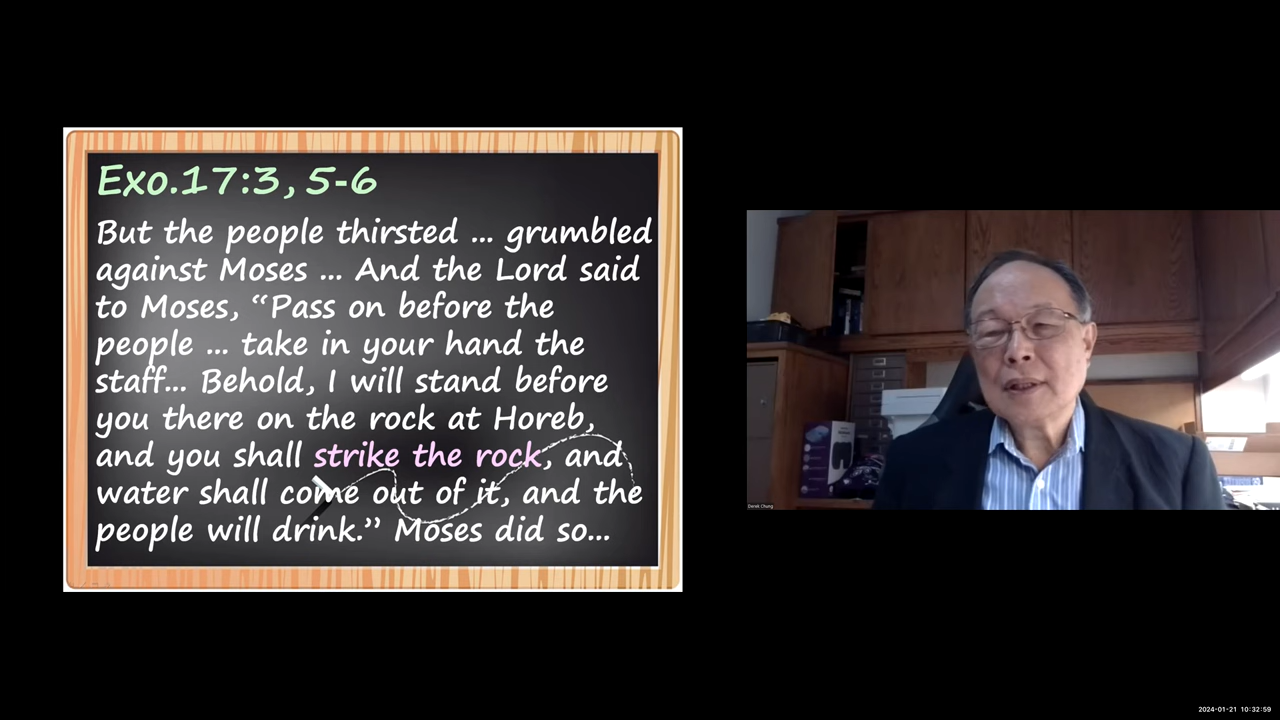 Exo.17:3, 5-6
But the people thirsted ... grumbled
against Moses ... And the Lord said
to Moses, “Pass on before the
people ... take in your hand the
staff... Behold, I will stand before
you there on the rock at Horeb,
and you shall strike the rock, and
water shall come out of it, and the
people will drink.” Moses did so...
Derek Chung
2024-01-21 10:32:59